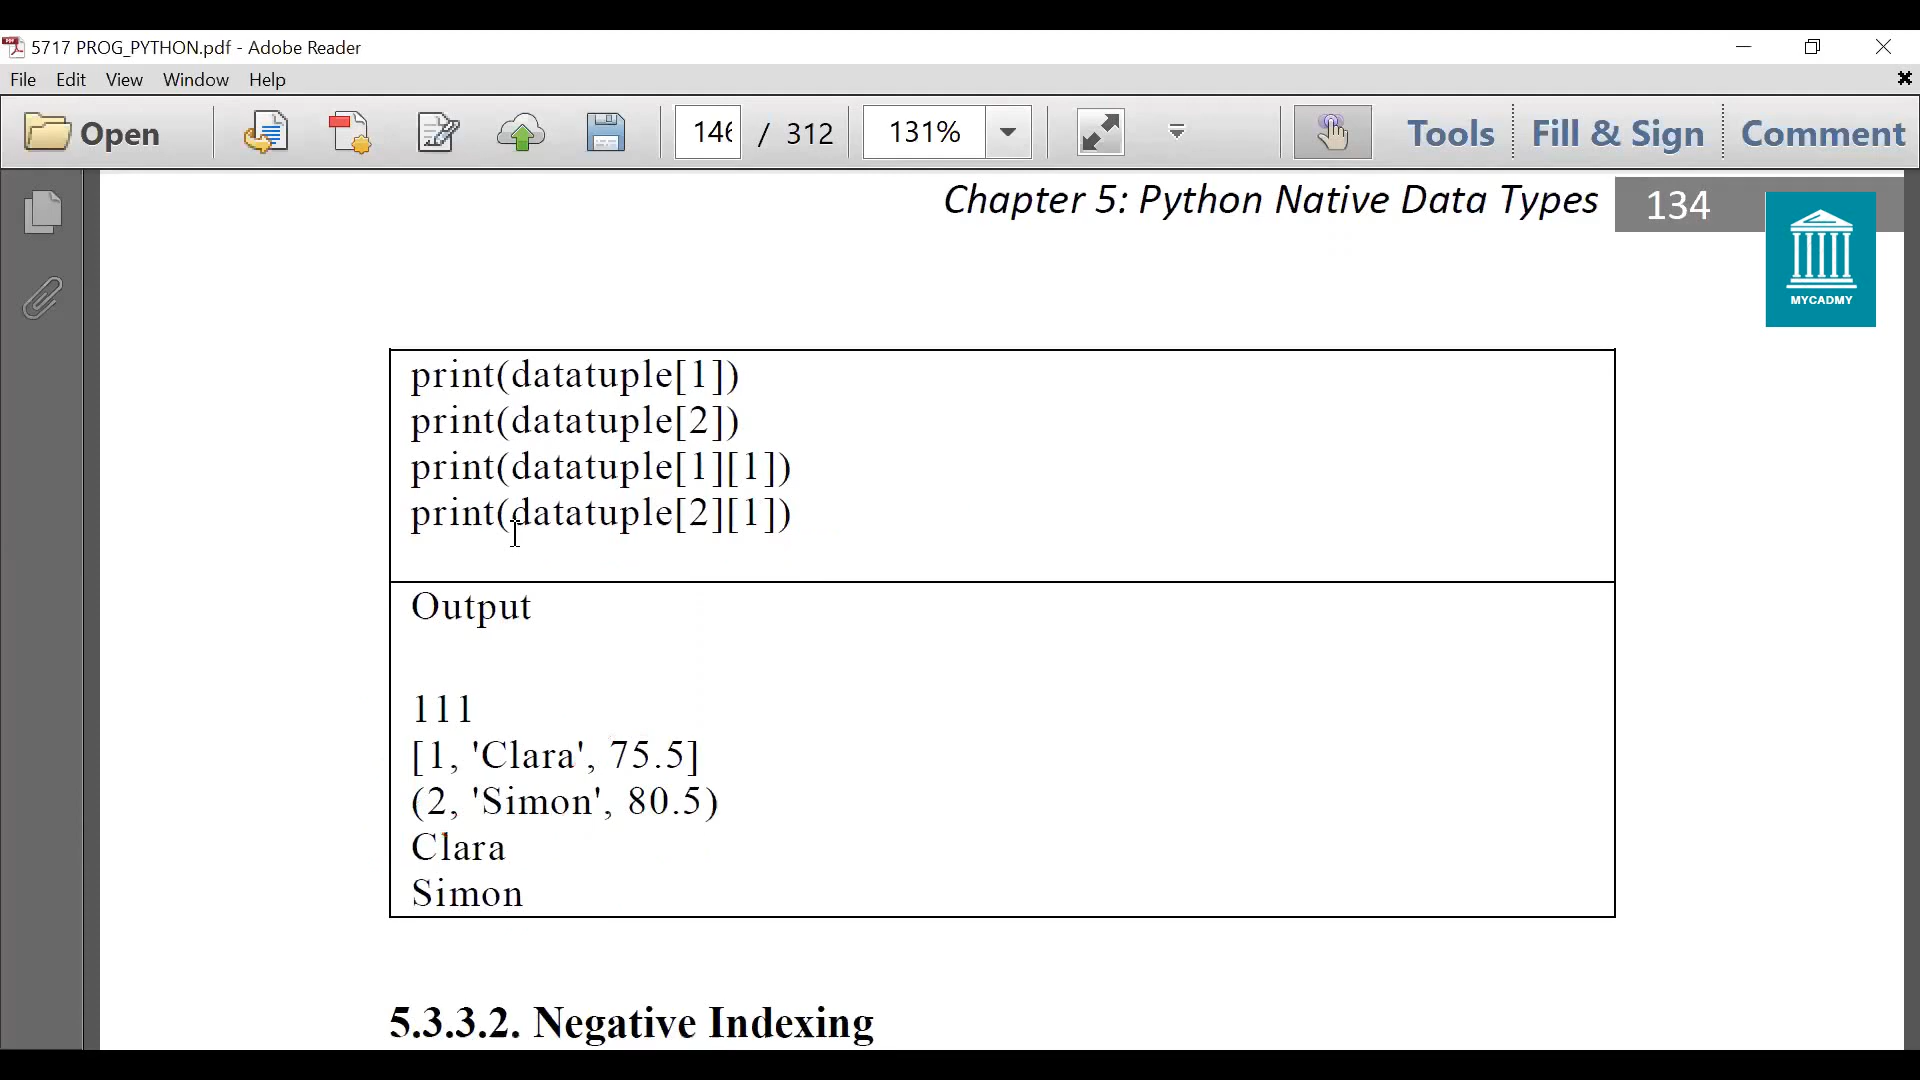 5717 PROG_PYTHON.pdf - Adobe Reader
File Edit View Window Help
Open 146 / 312 131% Tools Fill & Sign Comment
Chapter 5: Python Native Data Types 134
MYCADMY
print(datatuple[1])
print(datatuple[2])
print(datatuple[1][1])
print(datatuple[2][1])
Output
111
[1, 'Clara', 75.5]
(2, 'Simon', 80.5)
Clara
Simon
5.3.3.2. Negative Indexing